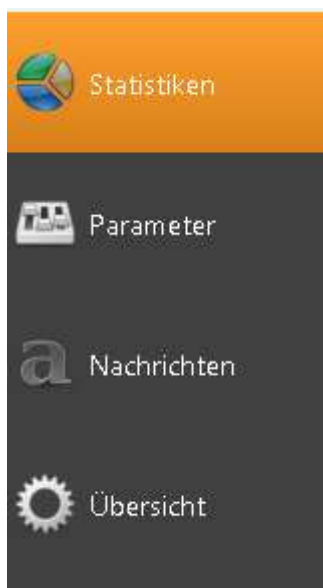 Statistiken
Parameter
a
Nachrichten
Übersicht